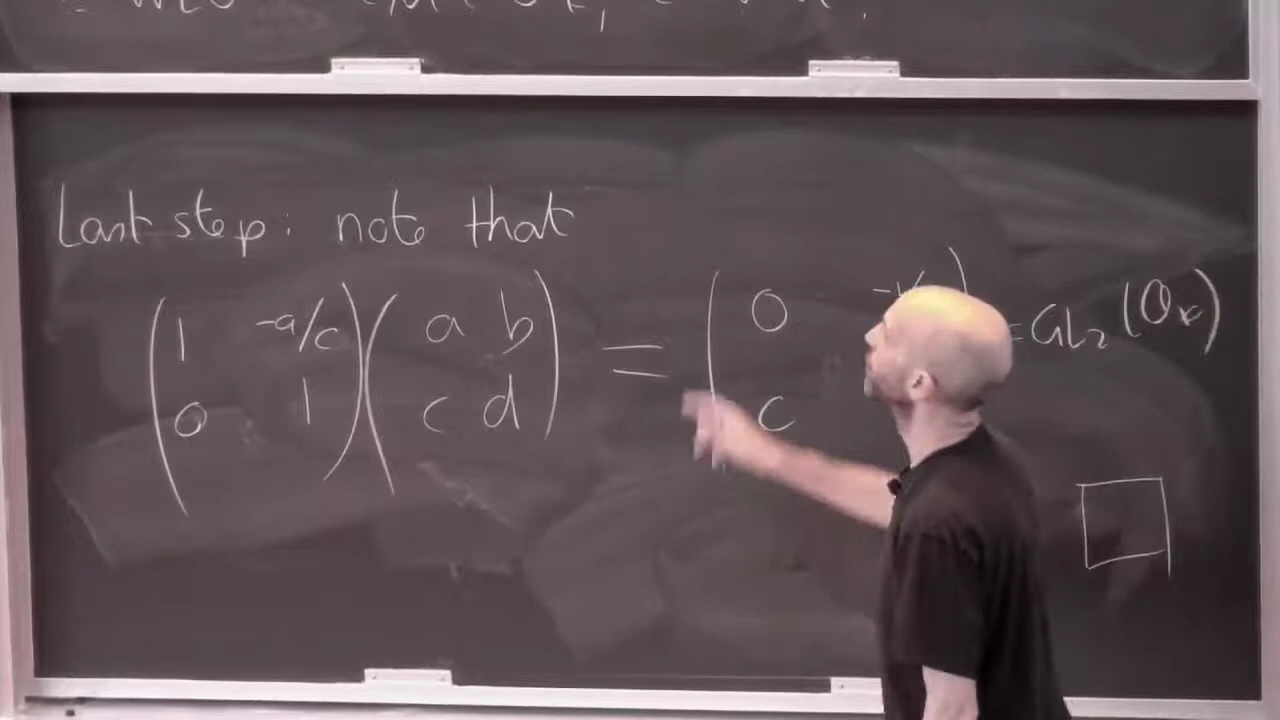 Last step: note that
( 1 -a/c ) ( a b ) = ( 0 -1/ ) = GL₂ (O_K)
( 0 1 ) ( c d ) ( c